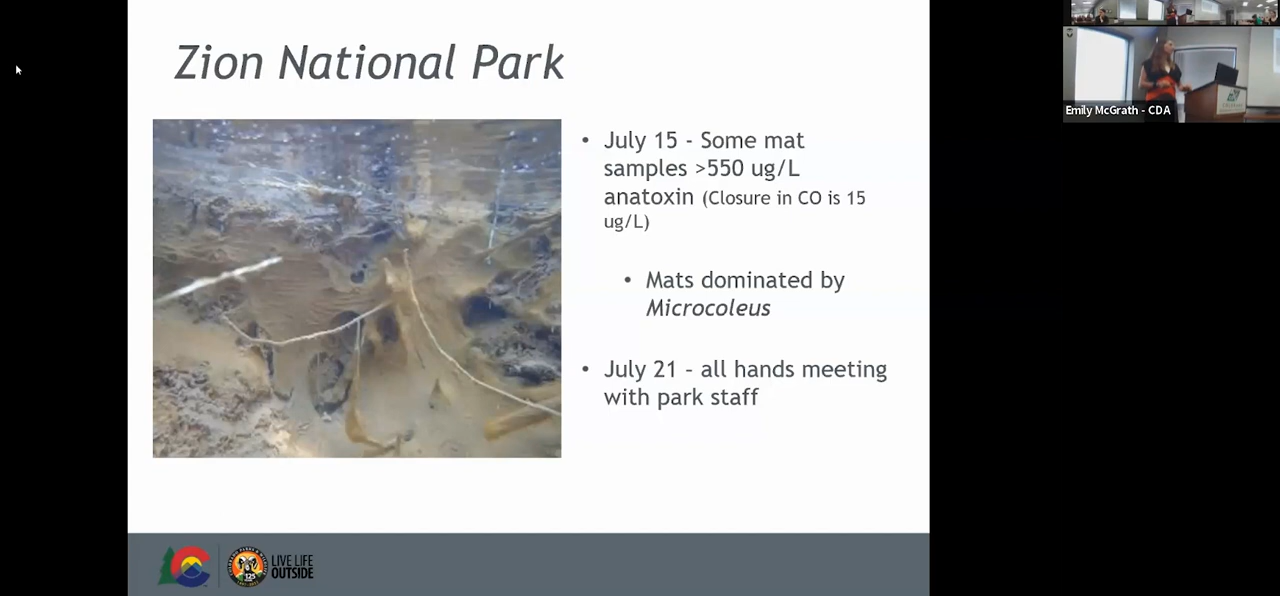 Zion National Park
• July 15 - Some mat
samples >550 ug/L
anatoxin (Closure in CO is 15
ug/L)
• Mats dominated by
Microcoleus
• July 21 - all hands meeting
with park staff
LIVE LIFE
OUTSIDE
125
Emily McGrath - CDA